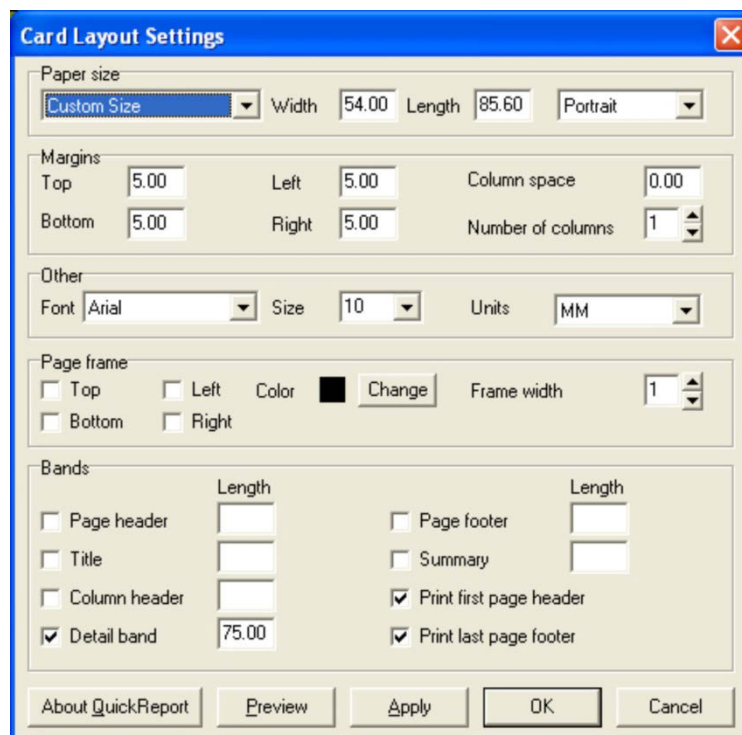 Card Layout Settings
Paper size
Custom Size Width 54.00 Length 85.60 Portrait
Margins
Top 5.00 Left 5.00 Column space 0.00
Bottom 5.00 Right 5.00 Number of columns 1
Other
Font Arial Size 10 Units MM
Page frame
Top Left Color Change Frame width 1
Bottom Right
Bands
Length Length
Page header Page footer
Title Summary
Column header Print first page header
Detail band 75.00 Print last page footer
About QuickReport Preview Apply OK Cancel